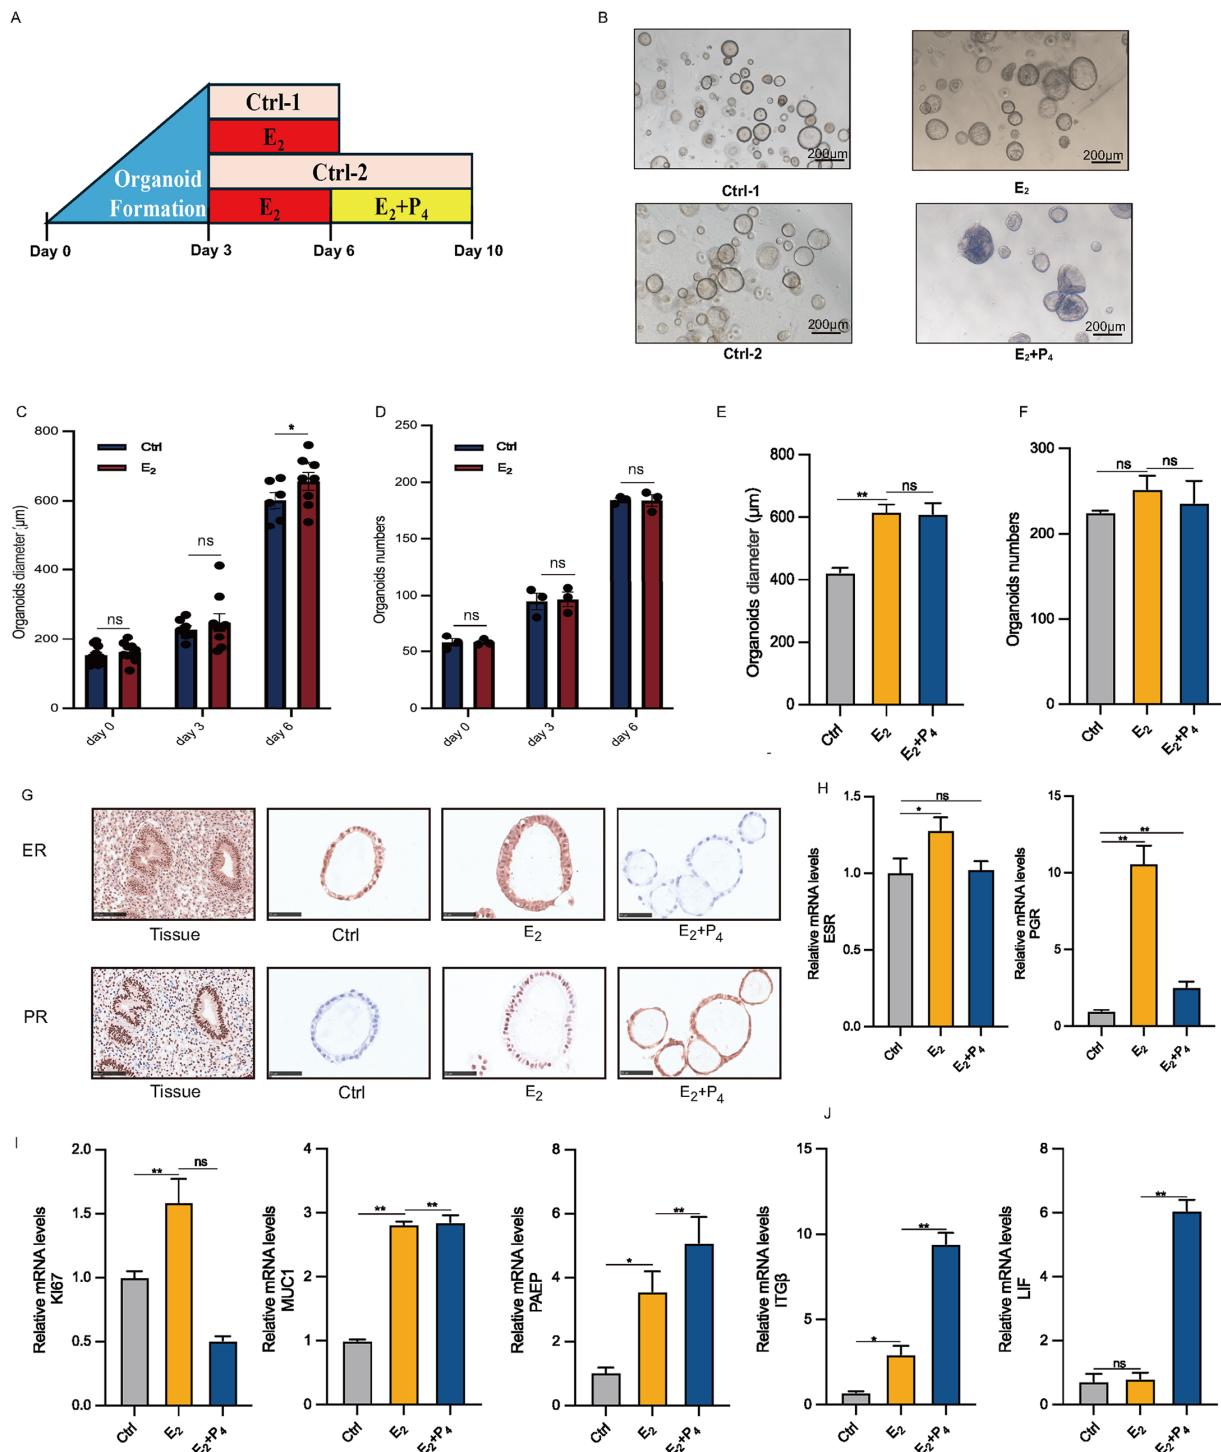 A
B
Ctrl-1
E2
Ctrl-2
Organoid
Formation
E2
E2+P4
Day 0
Day 3
Day 6
Day 10
200μm
200μm
Ctrl-1
E2
200μm
200μm
Ctrl-2
E2+P4
C
D
E
F
Organoids diameter (μm)
800
600
400
200
0
Ctrl
E2
ns
ns
*
day 0
day 3
day 6
Organoids numbers
250
200
150
100
50
0
Ctrl
E2
ns
ns
ns
day 0
day 3
day 6
Organoids diameter (μm)
800
600
400
200
0
**
ns
Ctrl
E2
E2+P4
Organoids numbers
300
200
100
0
ns
ns
Ctrl
E2
E2+P4
G
ER
Tissue
Ctrl
E2
E2+P4
PR
Tissue
Ctrl
E2
E2+P4
H
Relative mRNA levels
ESR
1.5
1.0
0.5
0.0
ns
*
Ctrl
E2
E2+P4
Relative mRNA levels
PGR
15
10
5
0
**
**
Ctrl
E2
E2+P4
I
Relative mRNA levels
KI67
2.0
1.5
1.0
0.5
0.0
**
ns
Ctrl
E2
E2+P4
Relative mRNA levels
MUC1
4
3
2
1
0
**
**
Ctrl
E2
E2+P4
Relative mRNA levels
PAEP
8
6
4
2
0
*
**
Ctrl
E2
E2+P4
J
Relative mRNA levels
ITGβ
15
10
5
0
*
**
Ctrl
E2
E2+P4
Relative mRNA levels
LIF
8
6
4
2
0
ns
**
Ctrl
E2
E2+P4